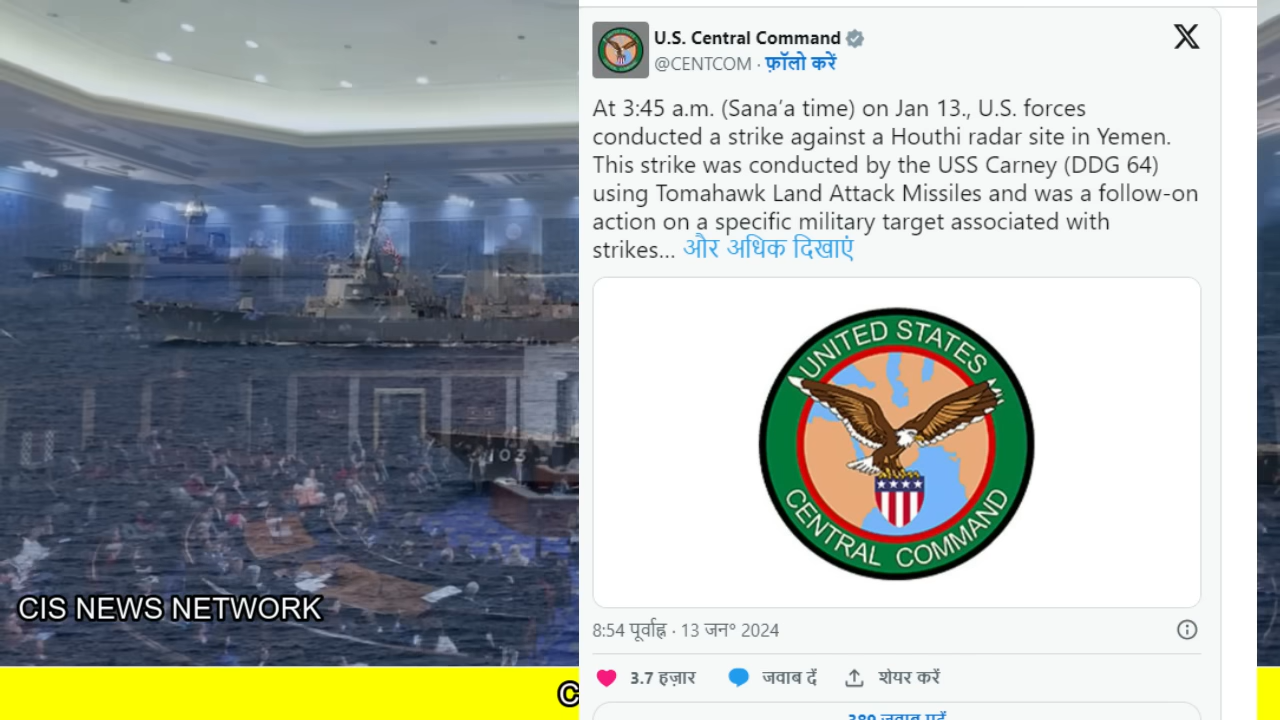 U.S. Central Command
@CENTCOM · फ़ॉलो करें
At 3:45 a.m. (Sana’a time) on Jan 13., U.S. forces
conducted a strike against a Houthi radar site in Yemen.
This strike was conducted by the USS Carney (DDG 64)
using Tomahawk Land Attack Missiles and was a follow-on
action on a specific military target associated with
strikes... और अधिक दिखाएं
UNITED STATES
CENTRAL COMMAND
103
CIS NEWS NETWORK
8:54 पूर्वाह्न · 13 जन॰ 2024
3.7 हज़ार जवाब दें शेयर करें
C
389 जवाब पढ़ें